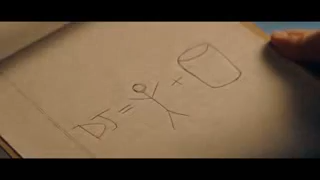 DJ = +